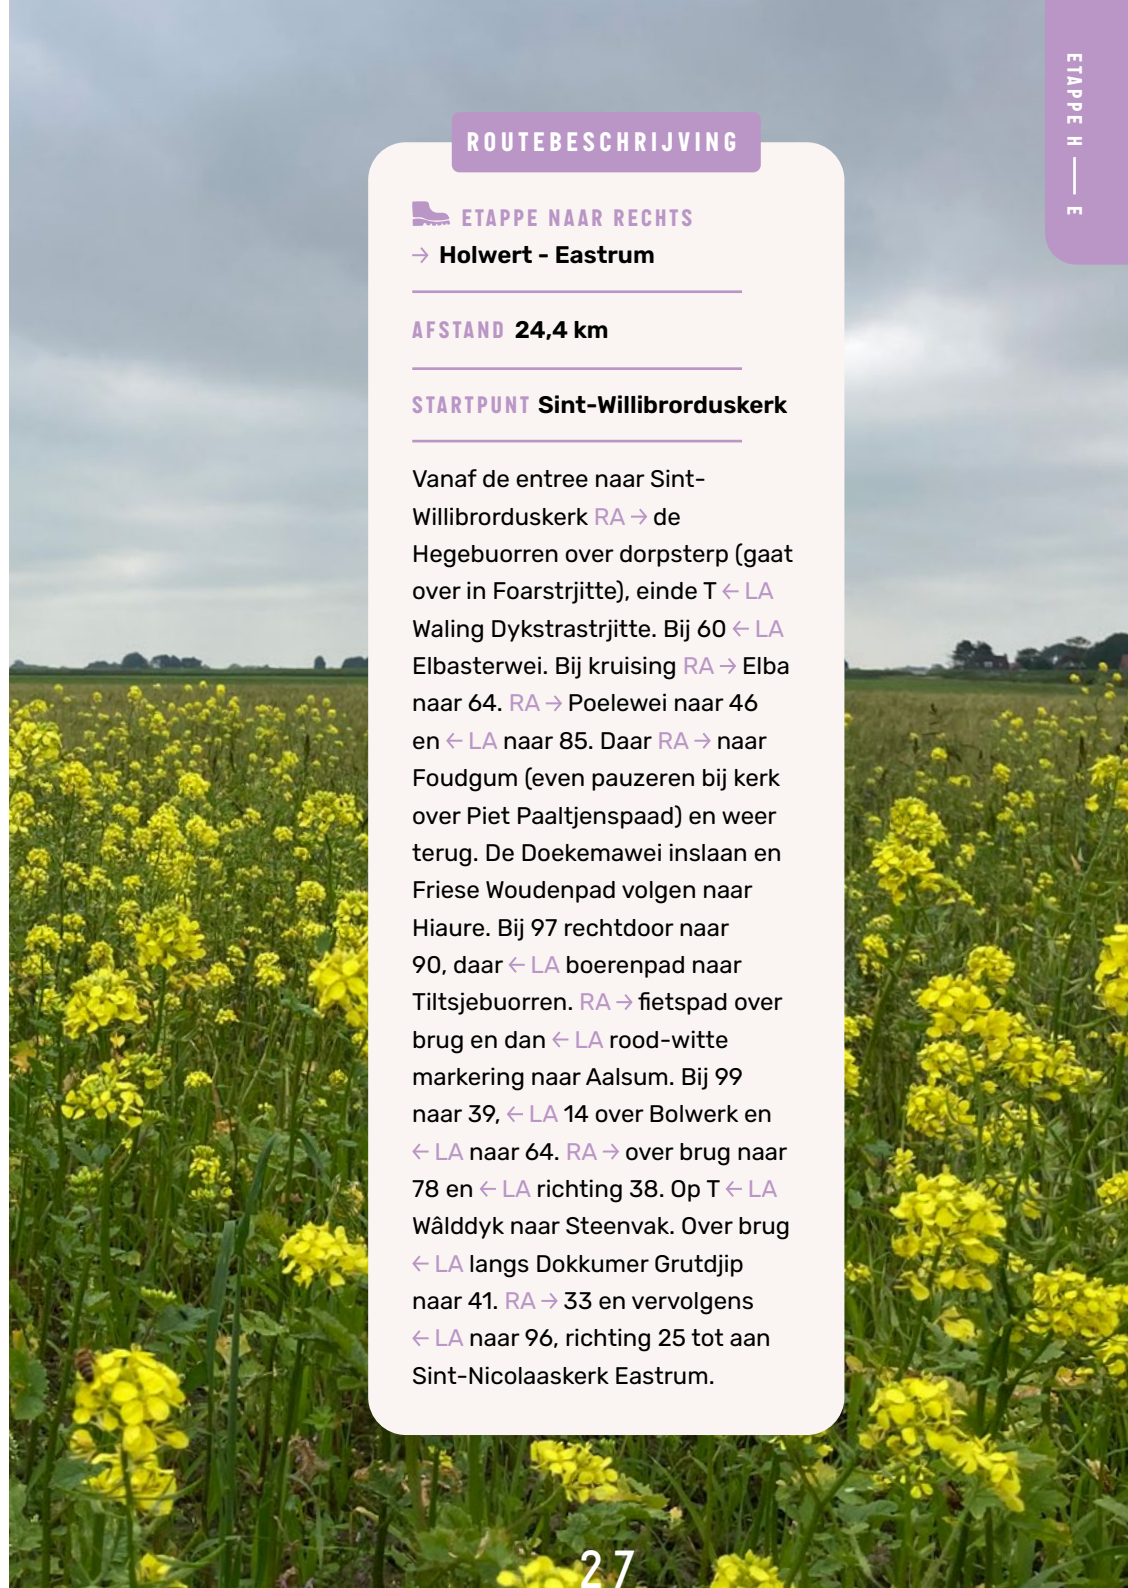 ETAPPE H — E
ROUTEBESCHRIJVING
ETAPPE NAAR RECHTS
→ Holwert - Eastrum
AFSTAND 24,4 km
STARTPUNT Sint-Willibrorduskerk
Vanaf de entree naar Sint-
Willibrorduskerk RA → de
Hegebuorren over dorpsterp (gaat
over in Foarstrjitte), einde T ← LA
Waling Dykstrastrjitte. Bij 60 ← LA
Elbasterwei. Bij kruising RA → Elba
naar 64. RA → Poelewei naar 46
en ← LA naar 85. Daar RA → naar
Foudgum (even pauzeren bij kerk
over Piet Paaltjenspaad) en weer
terug. De Doekemawei inslaan en
Friese Woudenpad volgen naar
Hiaure. Bij 97 rechtdoor naar
90, daar ← LA boerenpad naar
Tiltsjebuorren. RA → fietspad over
brug en dan ← LA rood-witte
markering naar Aalsum. Bij 99
naar 39, ← LA 14 over Bolwerk en
← LA naar 64. RA → over brug naar
78 en ← LA richting 38. Op T ← LA
Wâlddyk naar Steenvak. Over brug
← LA langs Dokkumer Grutdjip
naar 41. RA → 33 en vervolgens
← LA naar 96, richting 25 tot aan
Sint-Nicolaaskerk Eastrum.
27